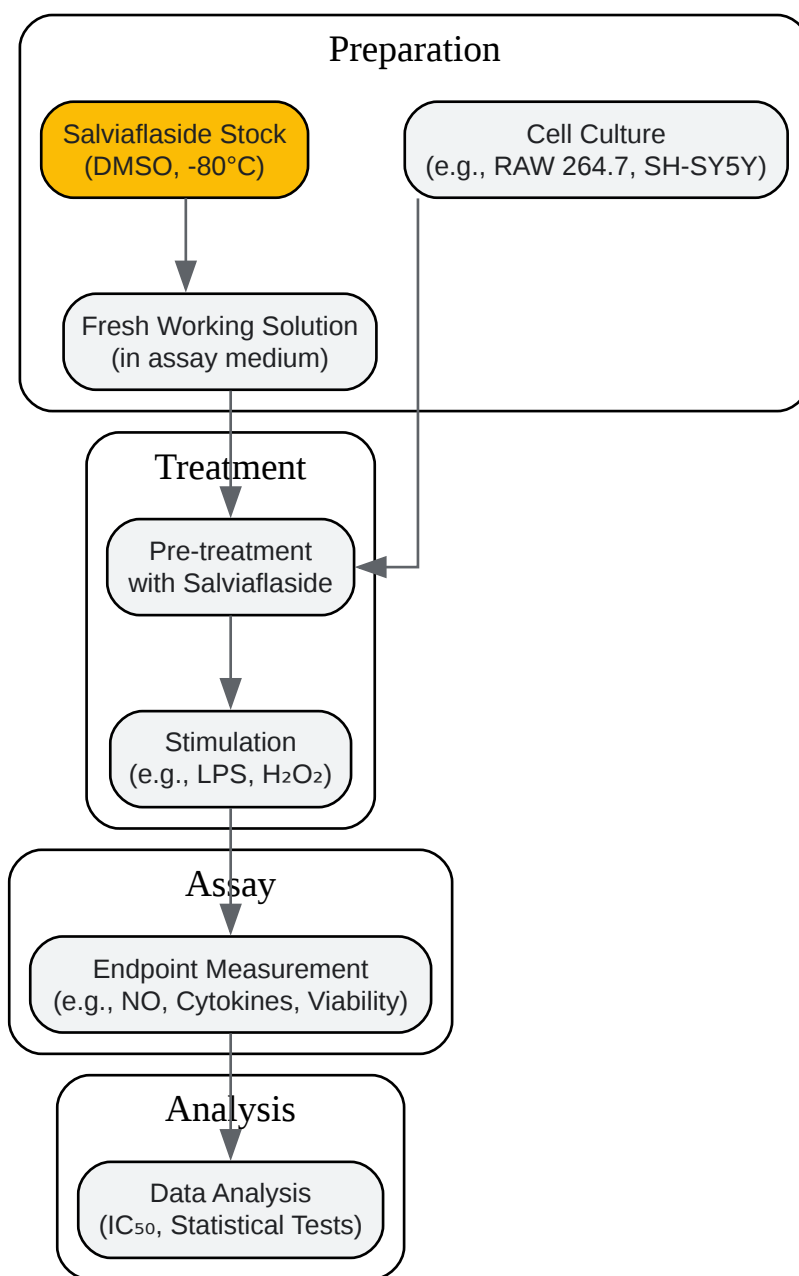 Preparation
Salviaflaside Stock
(DMSO, -80°C)
Cell Culture
(e.g., RAW 264.7, SH-SY5Y)
Fresh Working Solution
(in assay medium)
Treatment
Pre-treatment
with Salviaflaside
Stimulation
(e.g., LPS, H₂O₂)
Assay
Endpoint Measurement
(e.g., NO, Cytokines, Viability)
Analysis
Data Analysis
(IC₅₀, Statistical Tests)